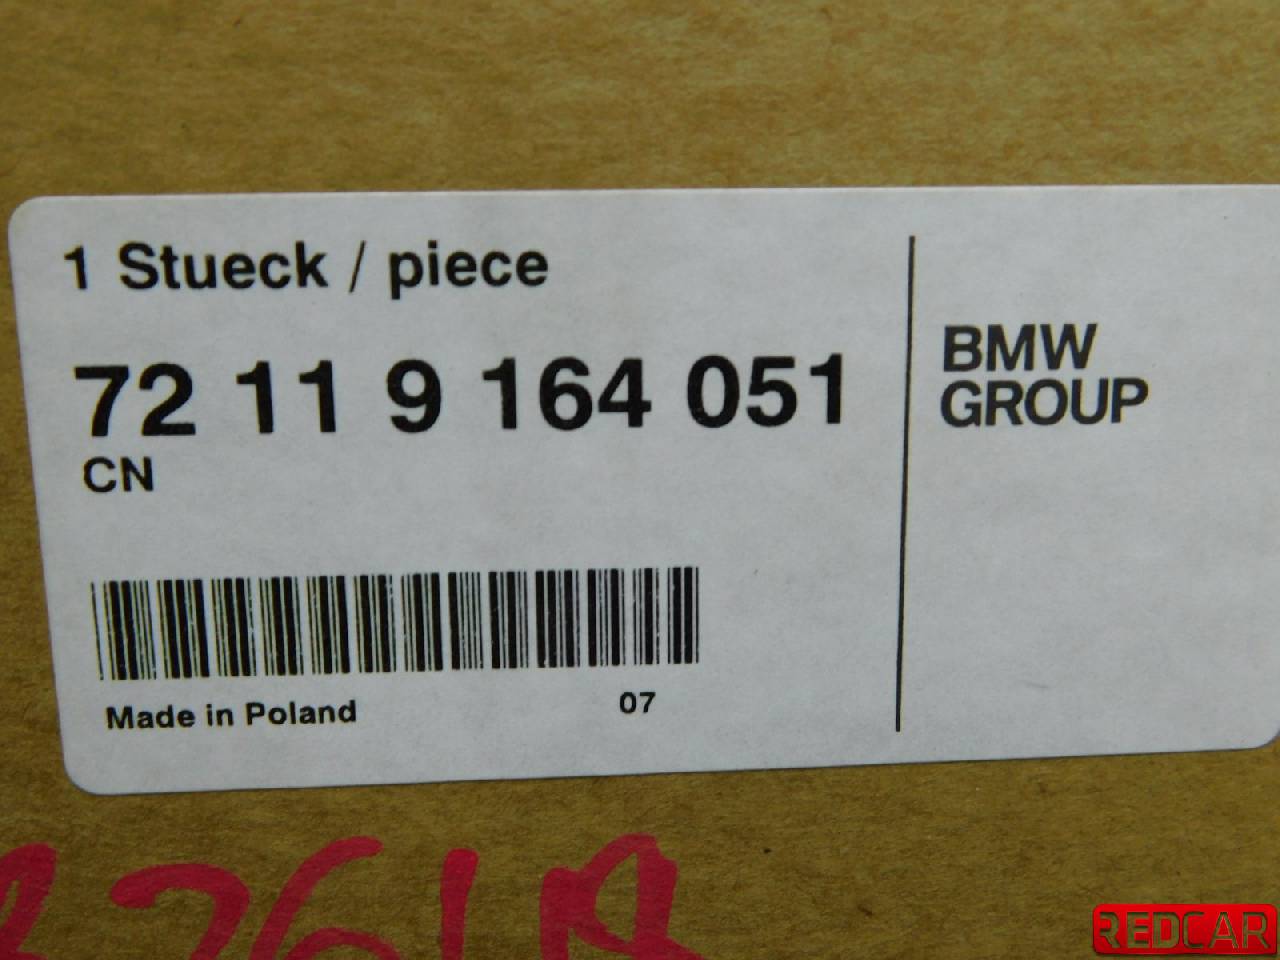 1 Stueck / piece
72 11 9 164 051
CN
Made in Poland
07
BMW
GROUP
REDCAR